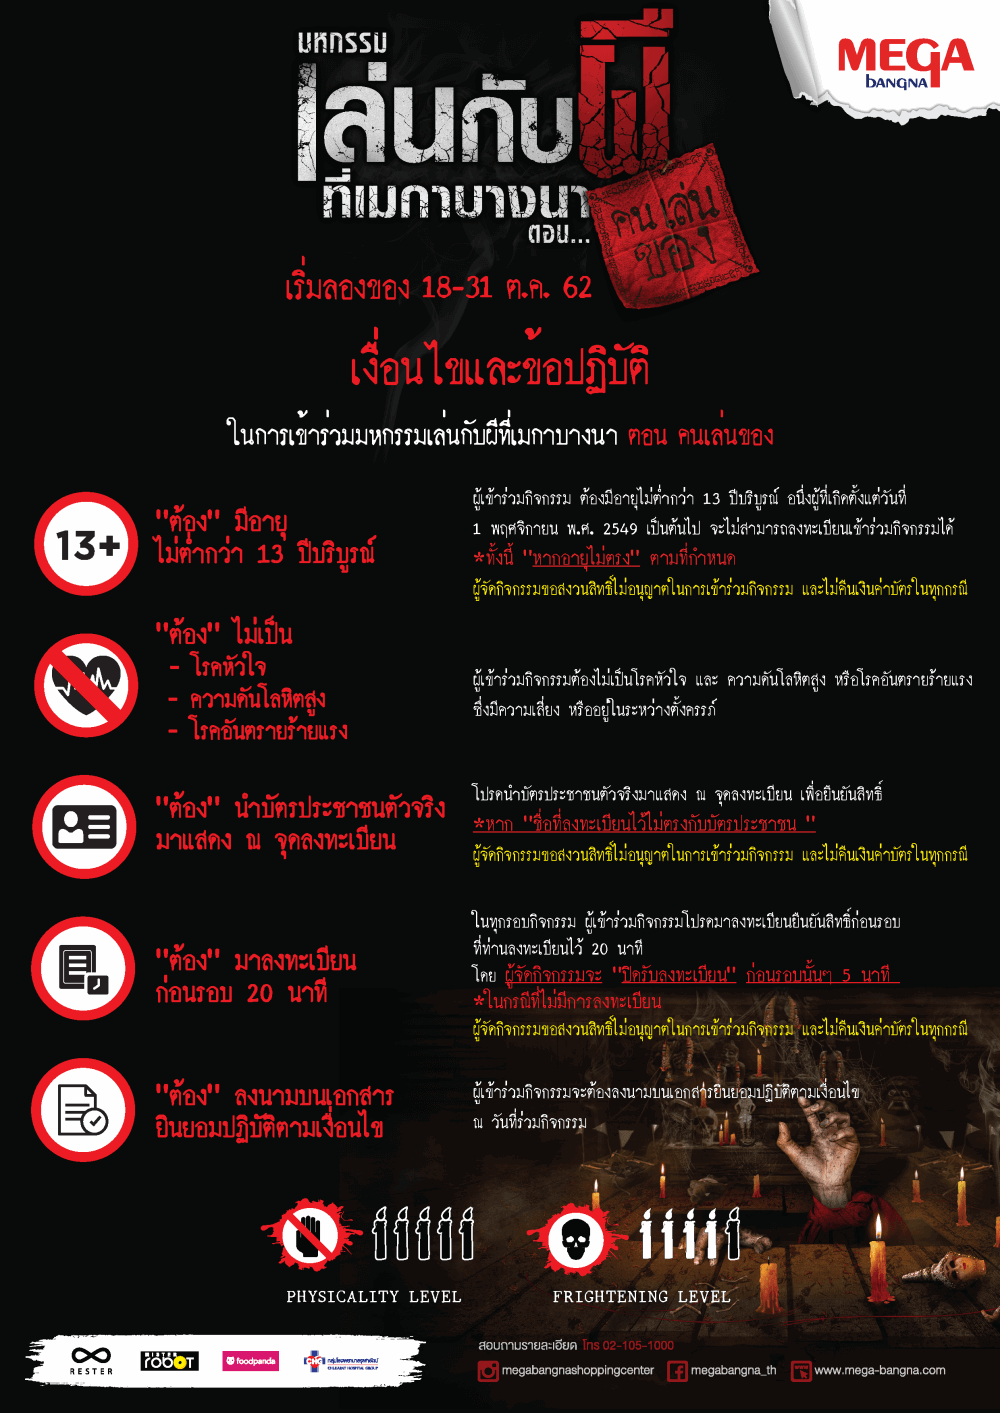 มหกรรม
เล่นกับผี
ที่เมกาบางนา
ตอน...
คนเล่น
ของ
MEGA
BANGNA
เริ่มลองของ 18-31 ต.ค. 62
เงื่อนไขและข้อปฏิบัติ
ในการเข้าร่วมมหกรรมเล่นกับผีที่เมกาบางนา ตอน คนเล่นของ
13+
"ต้อง" มีอายุ
ไม่ต่ำกว่า 13 ปีบริบูรณ์
ผู้เข้าร่วมกิจกรรม ต้องมีอายุไม่ต่ำกว่า 13 ปีบริบูรณ์ อนึ่งผู้ที่เกิดตั้งแต่วันที่
1 พฤศจิกายน พ.ศ. 2549 เป็นต้นไป จะไม่สามารถลงทะเบียนเข้าร่วมกิจกรรมได้
*ทั้งนี้ "หากอายุไม่ตรง" ตามที่กำหนด
ผู้จัดกิจกรรมขอสงวนสิทธิ์ไม่อนุญาตในการเข้าร่วมกิจกรรม และไม่คืนเงินค่าบัตรในทุกกรณี
"ต้อง" ไม่เป็น
- โรคหัวใจ
- ความดันโลหิตสูง
- โรคอันตรายร้ายแรง
ผู้เข้าร่วมกิจกรรมต้องไม่เป็นโรคหัวใจ และ ความดันโลหิตสูง หรือโรคอันตรายร้ายแรง
ซึ่งมีความเสี่ยง หรืออยู่ในระหว่างตั้งครรภ์
"ต้อง" นำบัตรประชาชนตัวจริง
มาแสดง ณ จุดลงทะเบียน
โปรดนำบัตรประชาชนตัวจริงมาแสดง ณ จุดลงทะเบียน เพื่อยืนยันสิทธิ์
*หาก "ชื่อที่ลงทะเบียนไว้ไม่ตรงกับบัตรประชาชน "
ผู้จัดกิจกรรมขอสงวนสิทธิ์ไม่อนุญาตในการเข้าร่วมกิจกรรม และไม่คืนเงินค่าบัตรในทุกกรณี
"ต้อง" มาลงทะเบียน
ก่อนรอบ 20 นาที
ในทุกรอบกิจกรรม ผู้เข้าร่วมกิจกรรมโปรดมาลงทะเบียนยืนยันสิทธิ์ก่อนรอบ
ที่ท่านลงทะเบียนไว้ 20 นาที
โดย ผู้จัดกิจกรรมจะ "ปิดรับลงทะเบียน" ก่อนรอบนั้นๆ 5 นาที
*ในกรณีที่ไม่มีการลงทะเบียน
ผู้จัดกิจกรรมขอสงวนสิทธิ์ไม่อนุญาตในการเข้าร่วมกิจกรรม และไม่คืนเงินค่าบัตรในทุกกรณี
"ต้อง" ลงนามบนเอกสาร
ยินยอมปฏิบัติตามเงื่อนไข
ผู้เข้าร่วมกิจกรรมจะต้องลงนามบนเอกสารยินยอมปฏิบัติตามเงื่อนไข
ณ วันที่ร่วมกิจกรรม
PHYSICALITY LEVEL
FRIGHTENING LEVEL
RESTER
MISTER
ROBOT
foodpanda
CHG
กลุ่มโรงพยาบาลจุฬารัตน์
CHULARAT HOSPITAL GROUP
สอบถามรายละเอียด โทร 02-105-1000
megabangnashoppingcenter
megabangna_th
www.mega-bangna.com